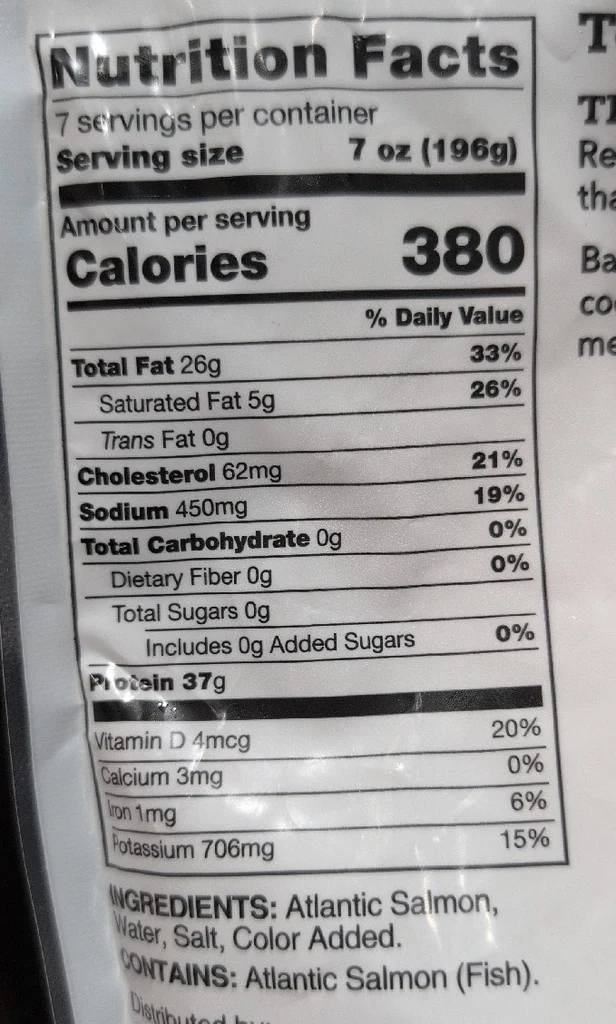 Nutrition Facts
7 servings per container
Serving size 7 oz (196g)
Amount per serving
Calories 380
% Daily Value
Total Fat 26g 33%
Saturated Fat 5g 26%
Trans Fat 0g
Cholesterol 62mg 21%
Sodium 450mg 19%
Total Carbohydrate 0g 0%
Dietary Fiber 0g 0%
Total Sugars 0g
Includes 0g Added Sugars 0%
Protein 37g
Vitamin D 4mcg 20%
Calcium 3mg 0%
Iron 1mg 6%
Potassium 706mg 15%
INGREDIENTS: Atlantic Salmon,
Water, Salt, Color Added.
CONTAINS: Atlantic Salmon (Fish).
Distributed